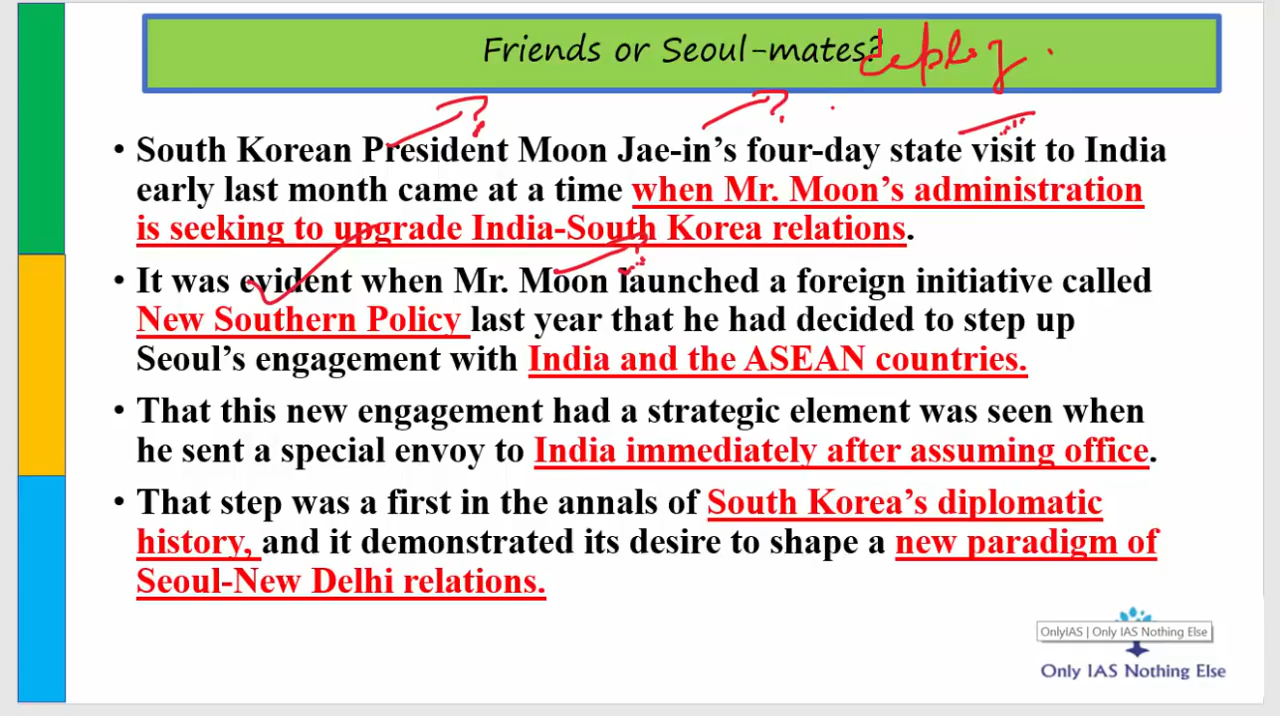 Friends or Seoul-mates?
• South Korean President Moon Jae-in's four-day state visit to India
early last month came at a time when Mr. Moon's administration
is seeking to upgrade India-South Korea relations.
• It was evident when Mr. Moon launched a foreign initiative called
New Southern Policy last year that he had decided to step up
Seoul's engagement with India and the ASEAN countries.
• That this new engagement had a strategic element was seen when
he sent a special envoy to India immediately after assuming office.
• That step was a first in the annals of South Korea's diplomatic
history, and it demonstrated its desire to shape a new paradigm of
Seoul-New Delhi relations.
OnlyIAS | Only IAS Nothing Else
Only IAS Nothing Else